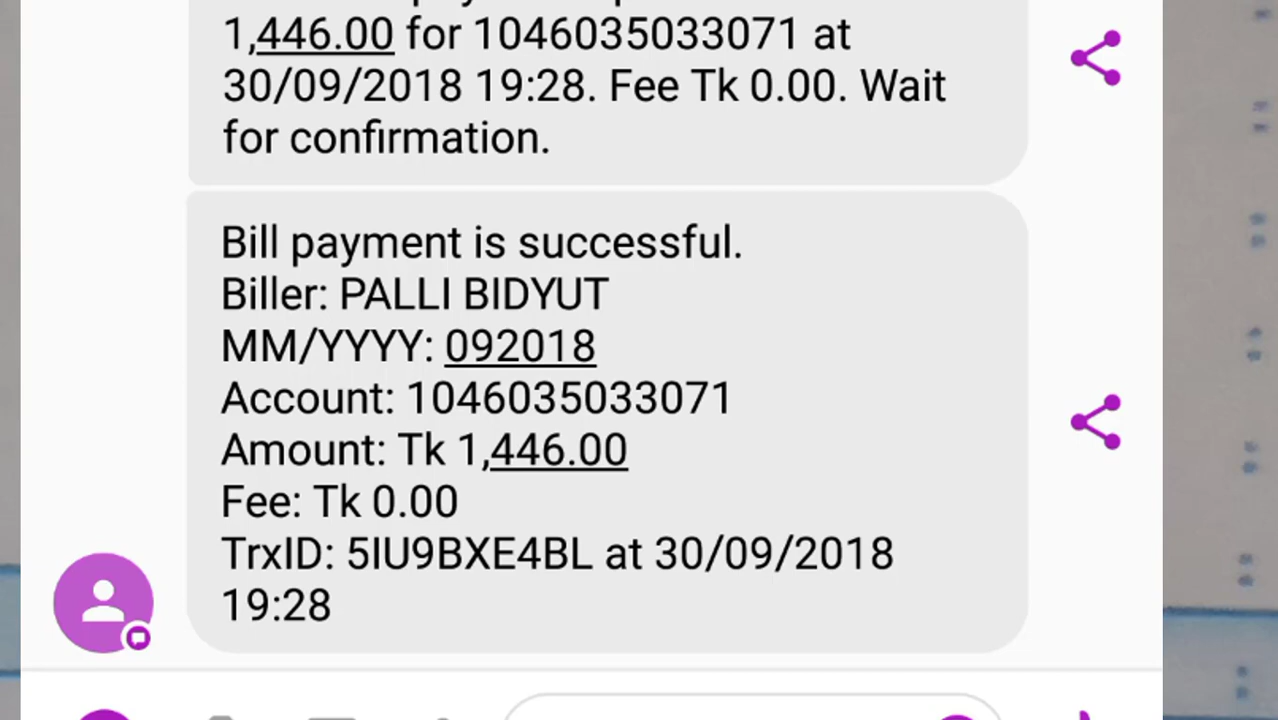 1,446.00 for 1046035033071 at
30/09/2018 19:28. Fee Tk 0.00. Wait
for confirmation.
Bill payment is successful.
Biller: PALLI BIDYUT
MM/YYYY: 092018
Account: 1046035033071
Amount: Tk 1,446.00
Fee: Tk 0.00
TrxID: 5IU9BXE4BL at 30/09/2018
19:28